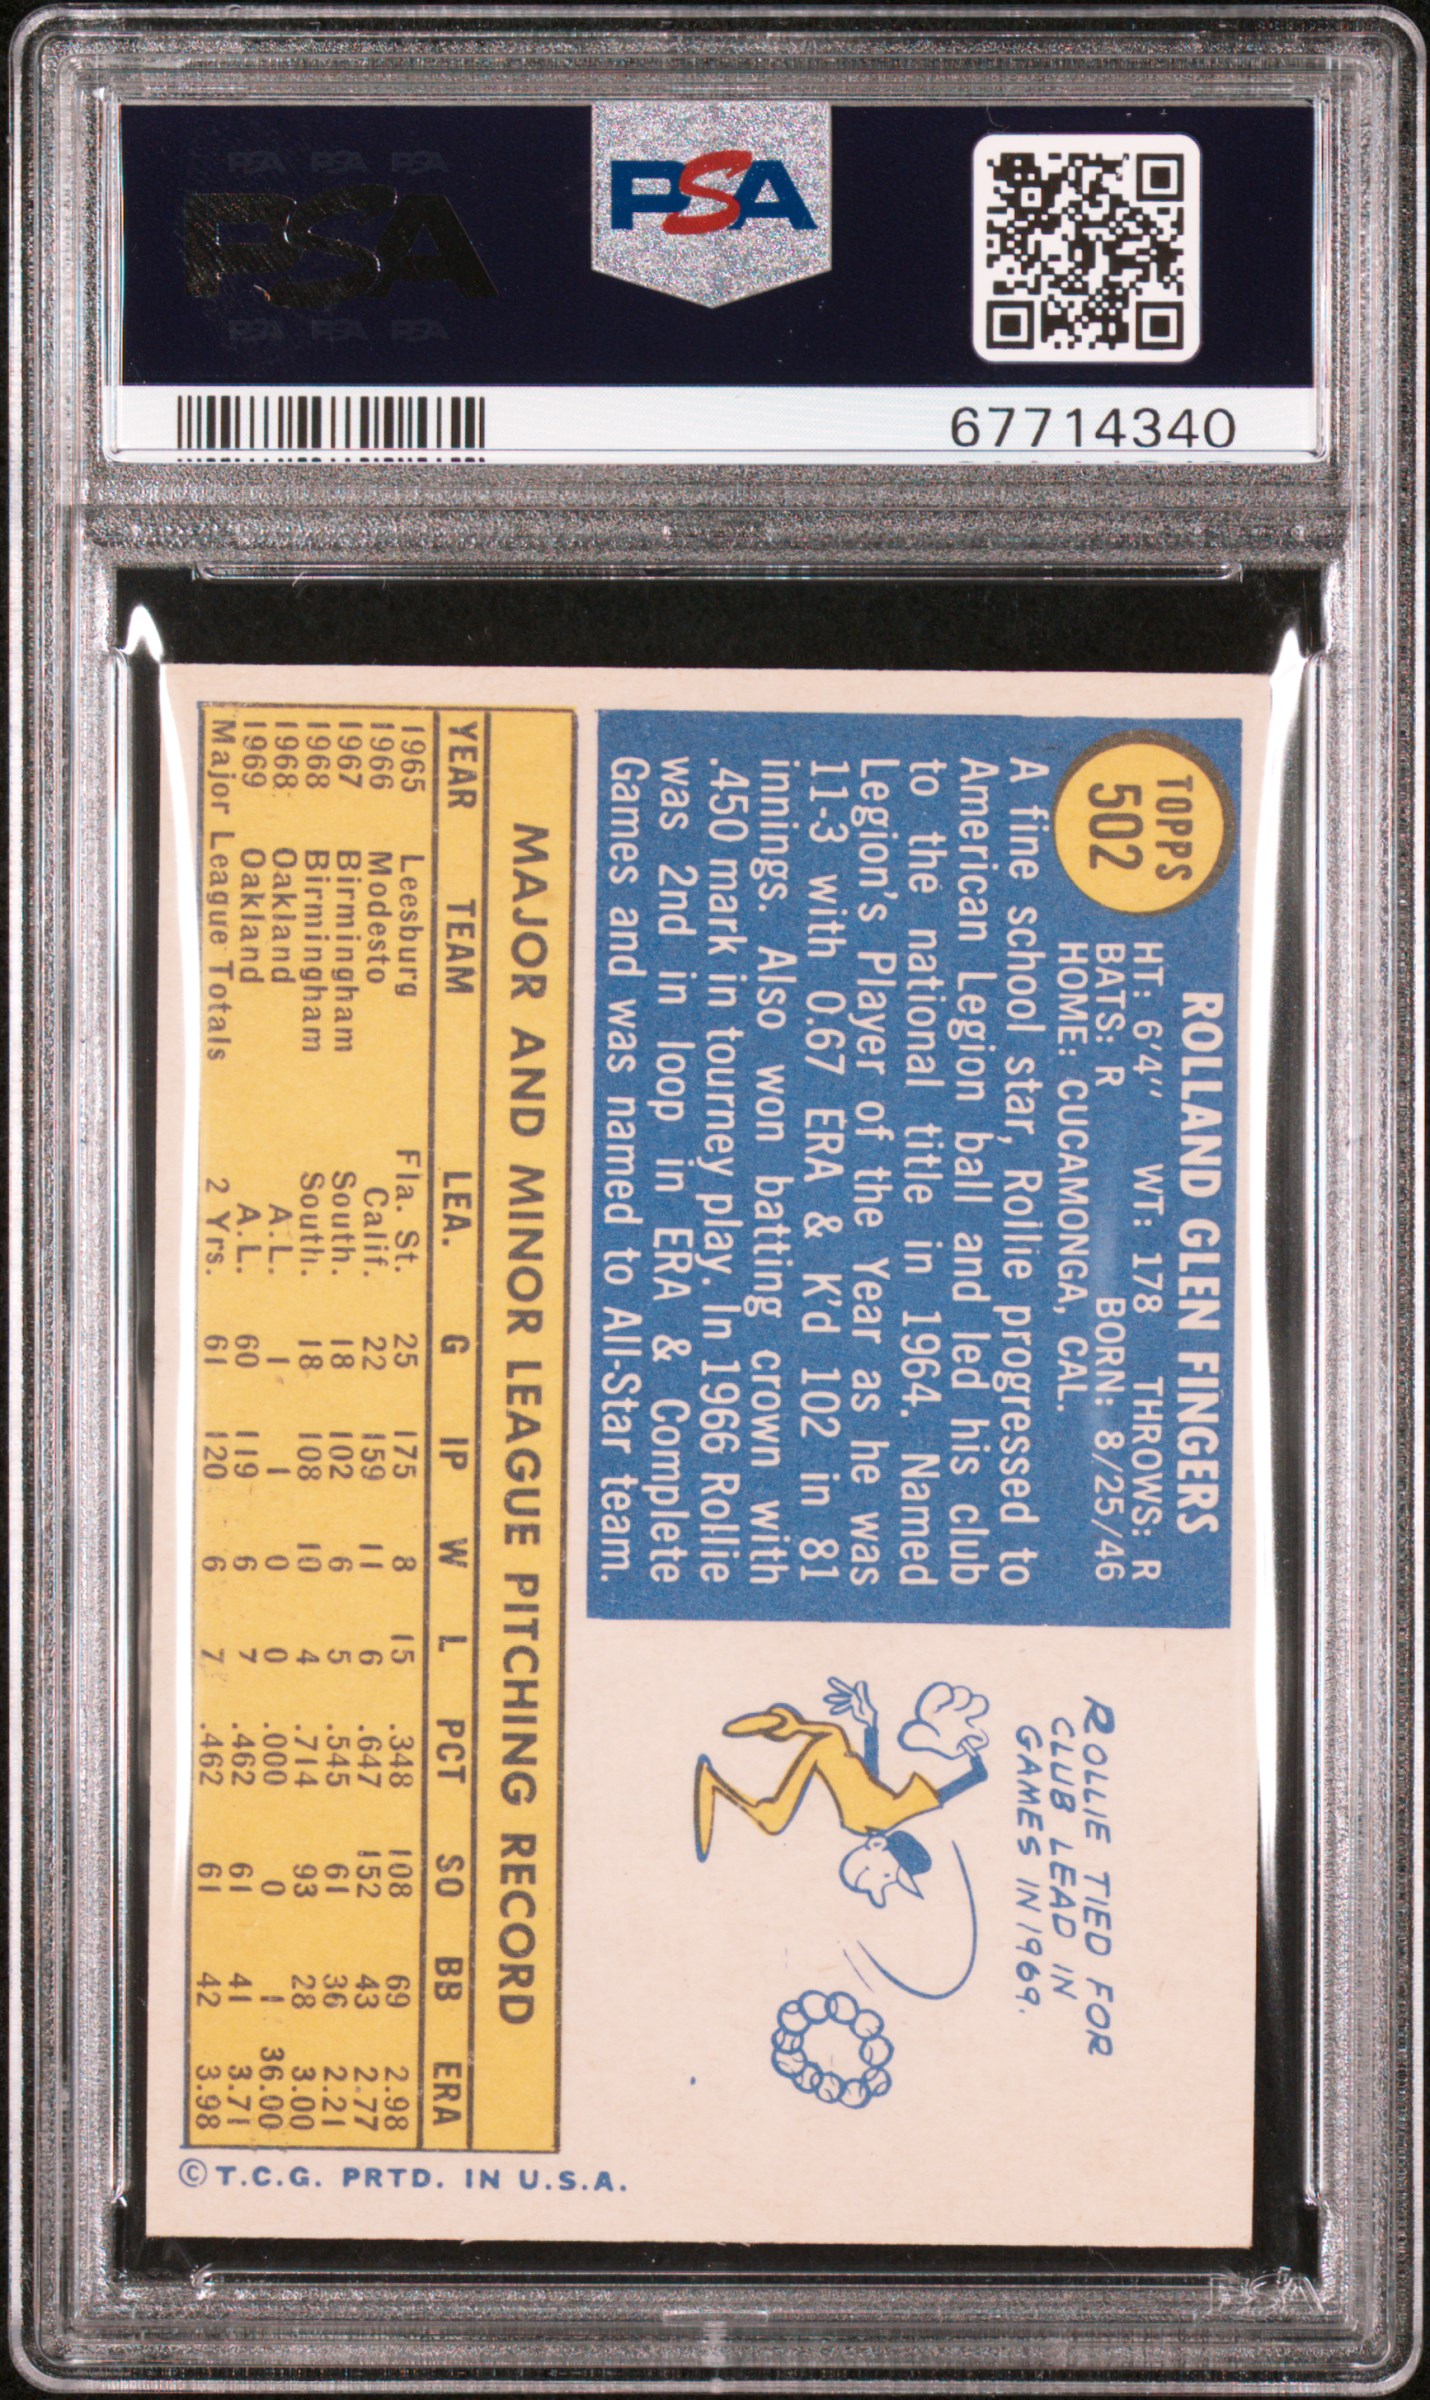 PSA PSA PSA
PSA
PSA PSA PSA
PSA
67714340
TOPPS
502
ROLLAND GLEN FINGERS
HT: 6'4" WT: 178 THROWS: R
BATS: R BORN: 8/25/46
HOME: CUCAMONGA, CAL.
A fine school star, Rollie progressed to
American Legion ball and led his club
to the national title in 1964. Named
Legion's Player of the Year as he was
11-3 with 0.67 ERA & K'd 102 in 81
innings. Also won batting crown with
.450 mark in tourney play. In 1966 Rollie
was 2nd in loop in ERA & Complete
Games and was named to All-Star team.
ROLLIE TIED FOR
CLUB LEAD IN
GAMES IN 1969.
MAJOR AND MINOR LEAGUE PITCHING RECORD
YEAR TEAM LEA. G IP W L PCT SO BB ERA
1965 Leesburg Fla. St. 25 175 8 15 .348 108 69 2.98
1966 Modesto Calif. 22 159 11 6 .647 152 43 2.77
1967 Birmingham South. 18 102 6 5 .545 61 36 2.21
1968 Birmingham South. 18 108 10 4 .714 93 28 3.00
1968 Oakland A.L. 1 1 0 0 .000 0 1 36.00
1969 Oakland A.L. 60 119 6 7 .462 61 41 3.71
Major League Totals 2 Yrs. 61 120 6 7 .462 61 42 3.98
© T.C.G. PRTD. IN U.S.A.
PSA